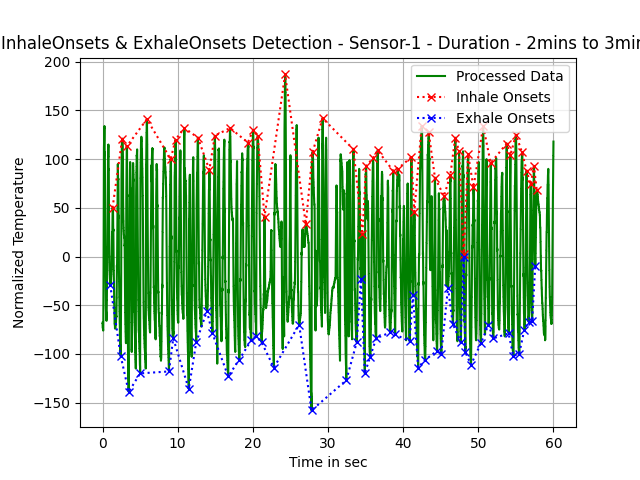 InhaleOnsets & ExhaleOnsets Detection - Sensor-1 - Duration - 2mins to 3min
Processed Data
Inhale Onsets
Exhale Onsets
Normalized Temperature
200
150
100
50
0
−50
−100
−150
0 10 20 30 40 50 60
Time in sec